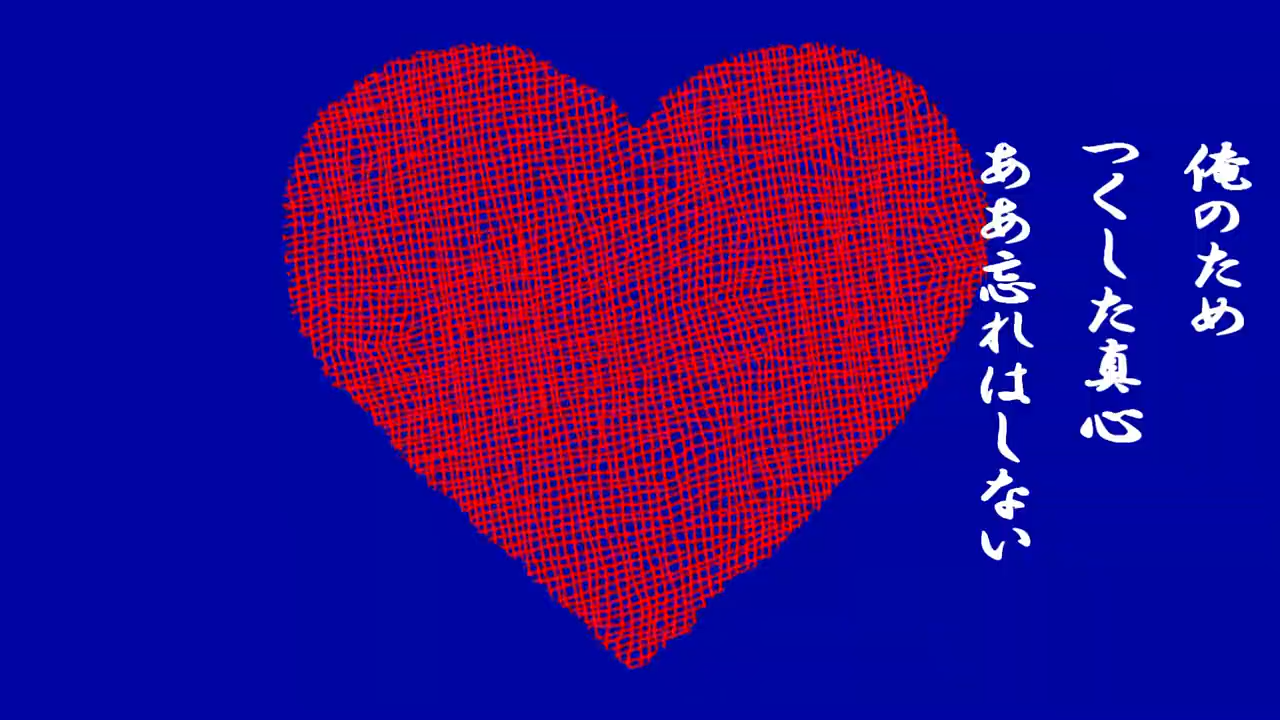 俺のため
つくした真心
ああ忘れはしない